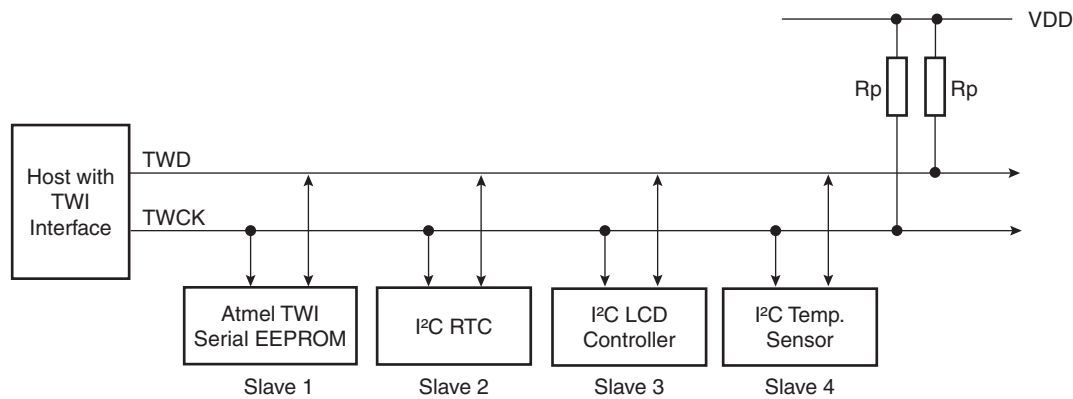 VDD
Rp
Rp
Host with
TWI
Interface
TWD
TWCK
Atmel TWI
Serial EEPROM
Slave 1
I²C RTC
Slave 2
I²C LCD
Controller
Slave 3
I²C Temp.
Sensor
Slave 4